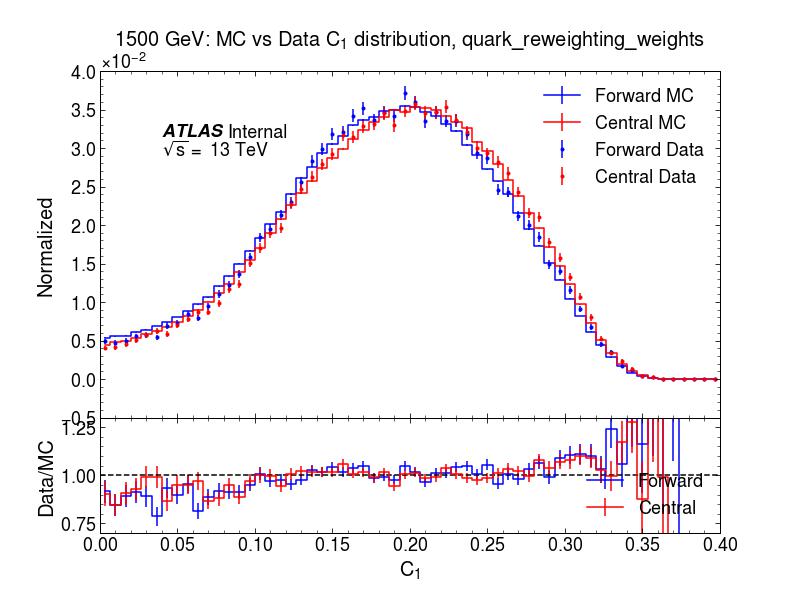 1500 GeV: MC vs Data C₁ distribution, quark_reweighting_weights
×10⁻²
4.0
3.5
3.0
2.5
2.0
1.5
1.0
0.5
0.0
−0.5
Normalized
ATLAS Internal
√s = 13 TeV
Forward MC
Central MC
Forward Data
Central Data
1.25
1.00
0.75
Data/MC
Forward
Central
0.00 0.05 0.10 0.15 0.20 0.25 0.30 0.35 0.40
C₁